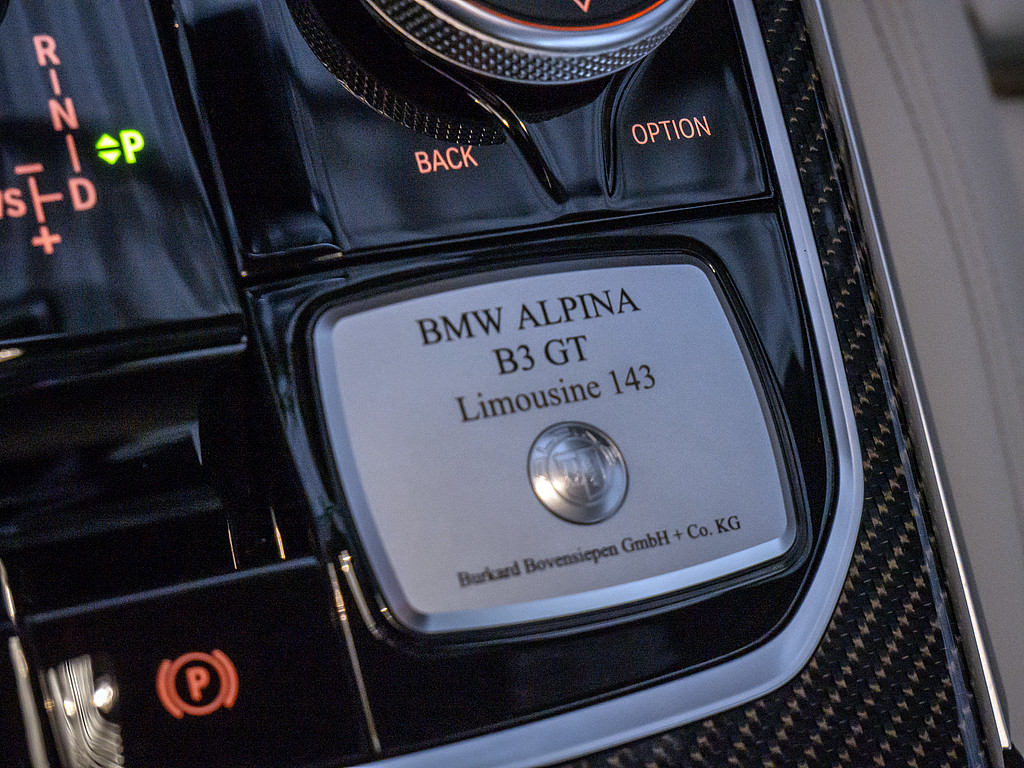 R
N
P
D
+
BACK
OPTION
BMW ALPINA
B3 GT
Limousine 143
Burkard Bovensiepen GmbH + Co. KG
P